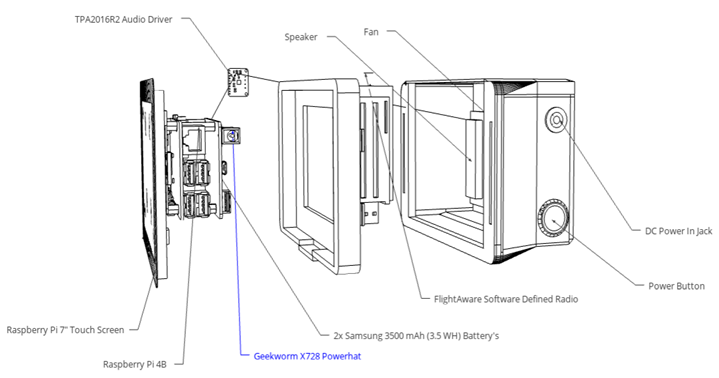 TPA2016R2 Audio Driver
Speaker
Fan
DC Power In Jack
Power Button
FlightAware Software Defined Radio
Raspberry Pi 7" Touch Screen
2x Samsung 3500 mAh (3.5 WH) Battery's
Geekworm X728 Powerhat
Raspberry Pi 4B